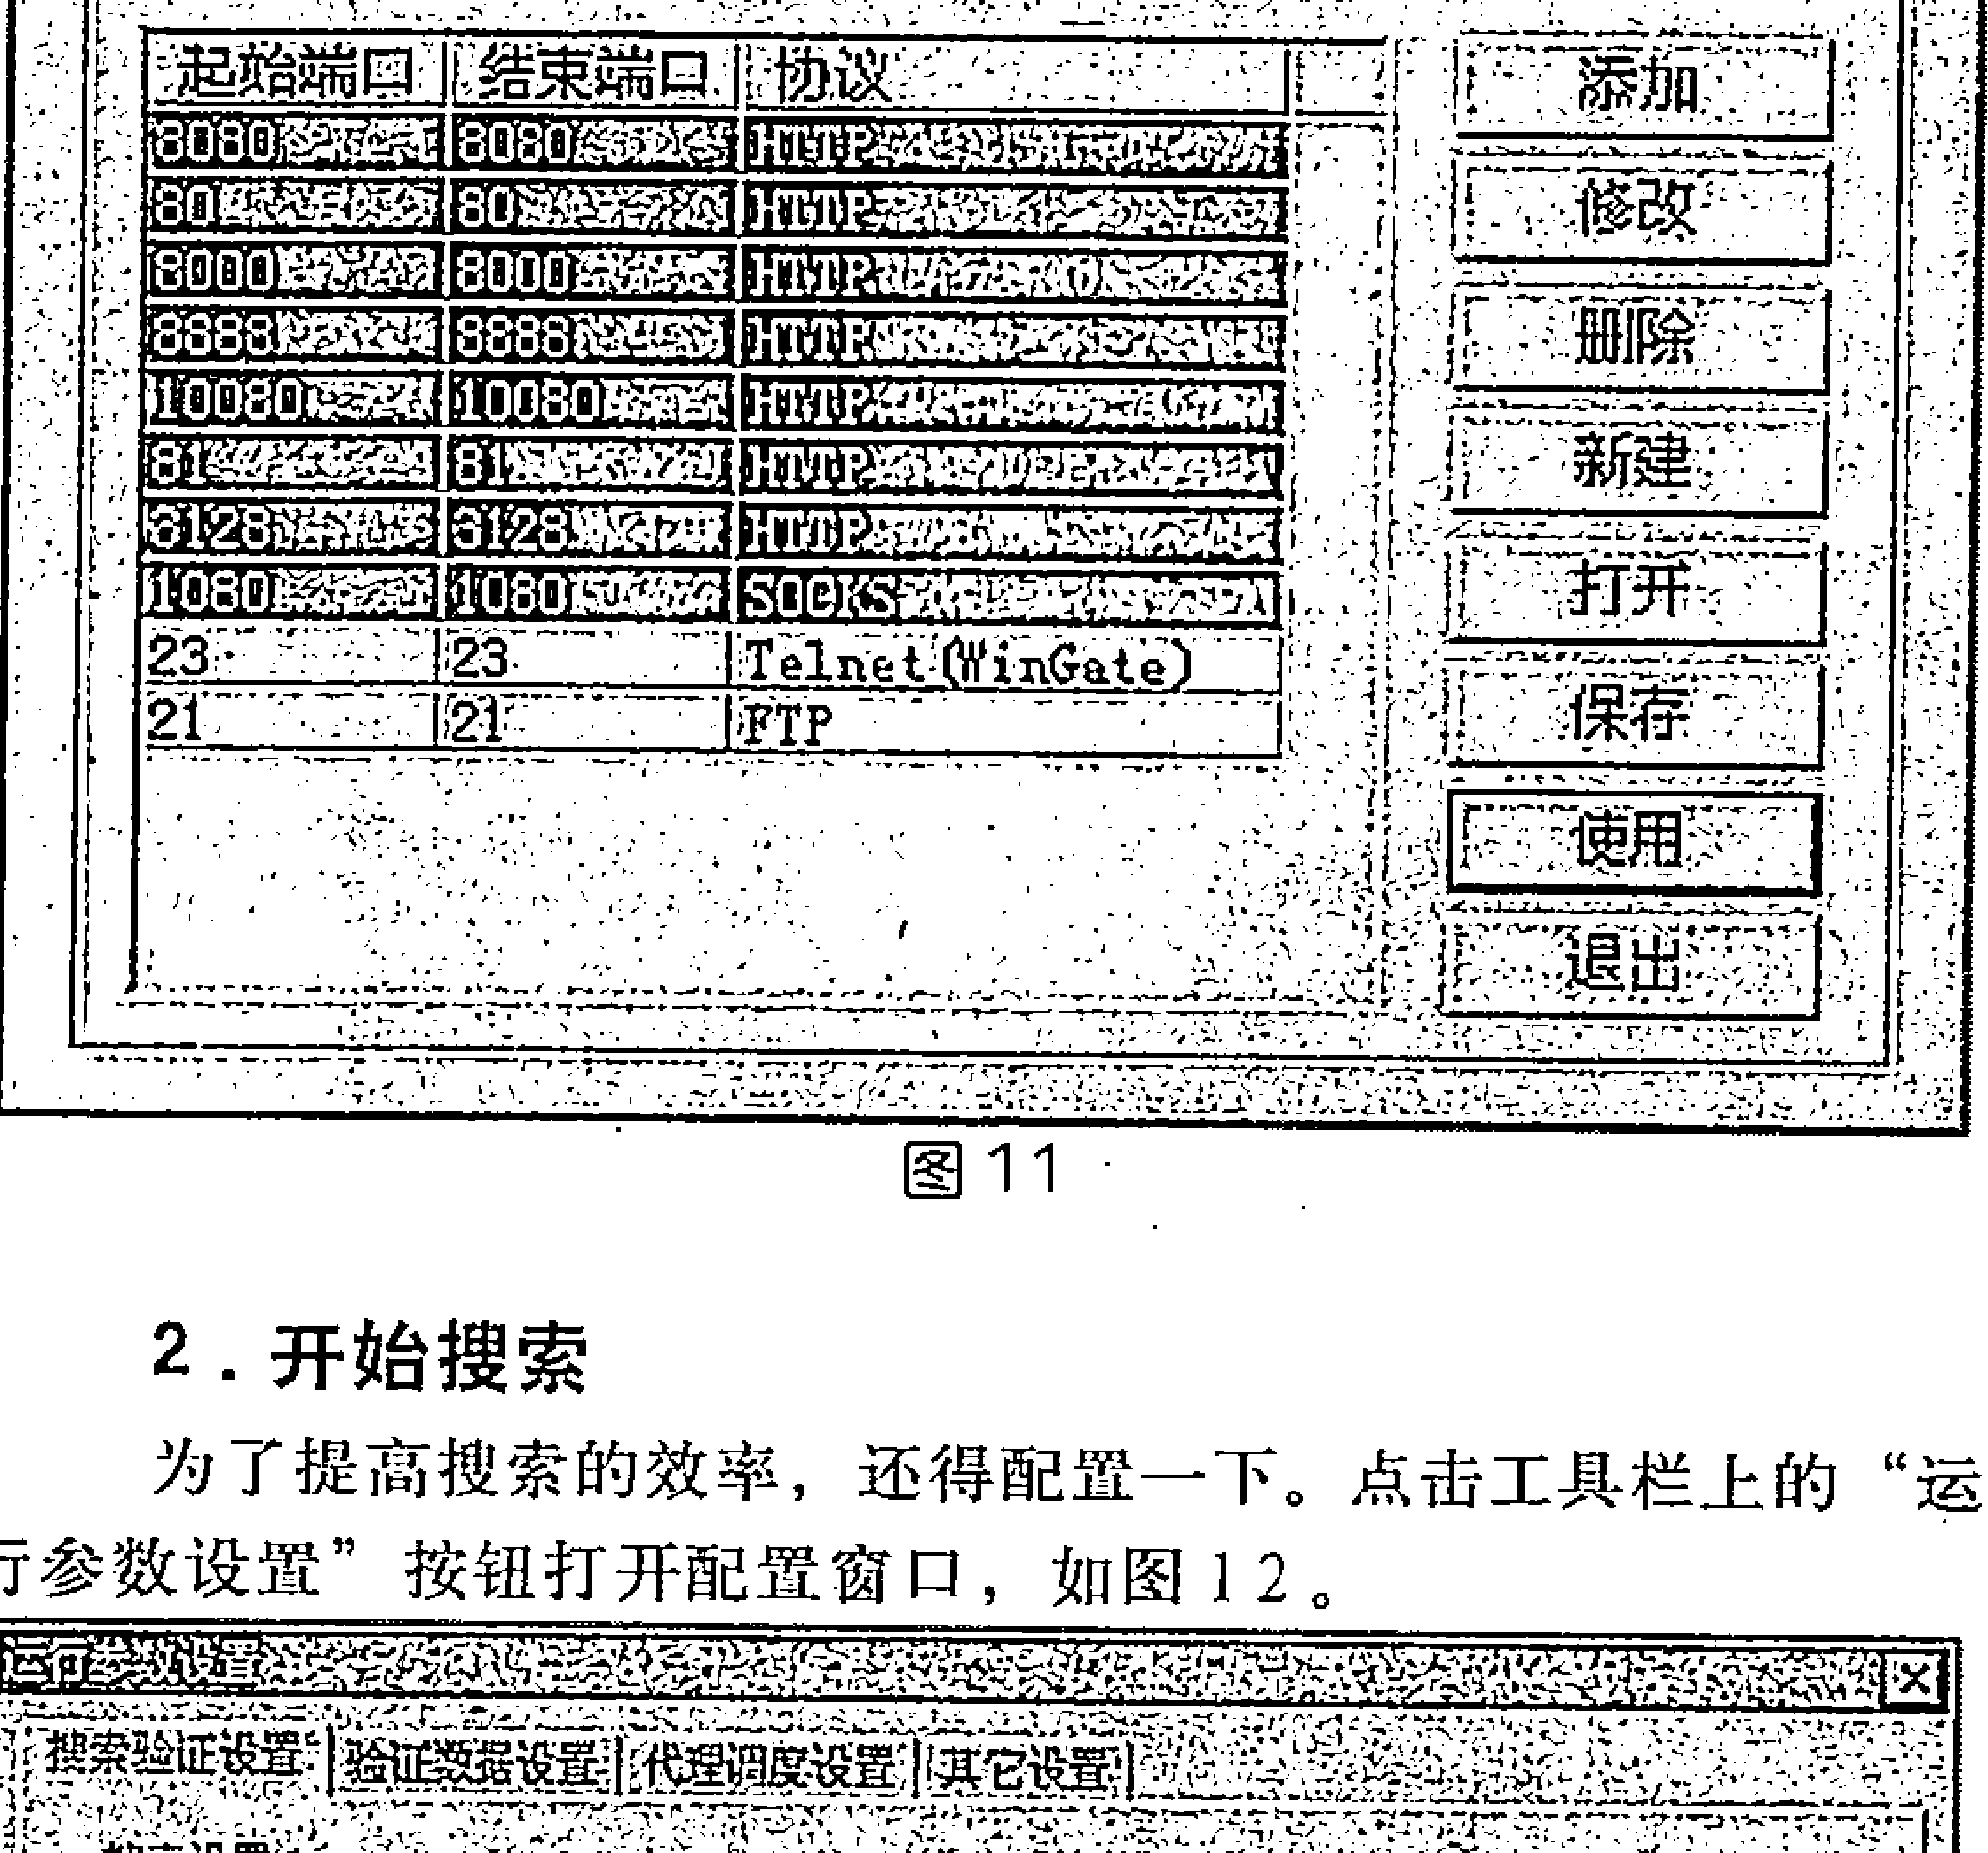 起始端口 结束端口 协议
8080 8080 HTTP
80 80 HTTP
8000 8000 HTTP
8888 8888 HTTP
10080 10080 HTTP
81 81 HTTP
3128 3128 HTTP
1080 1080 SOCKS
23 23 Telnet(WinGate)
21 21 FTP
添加
修改
删除
新建
打开
保存
使用
退出
图11
2.开始搜索
为了提高搜索的效率，还得配置一下。点击工具栏上的“运
行参数设置”按钮打开配置窗口，如图12。
运行参数设置
搜索验证设置 验证数据设置 代理调度设置 其它设置